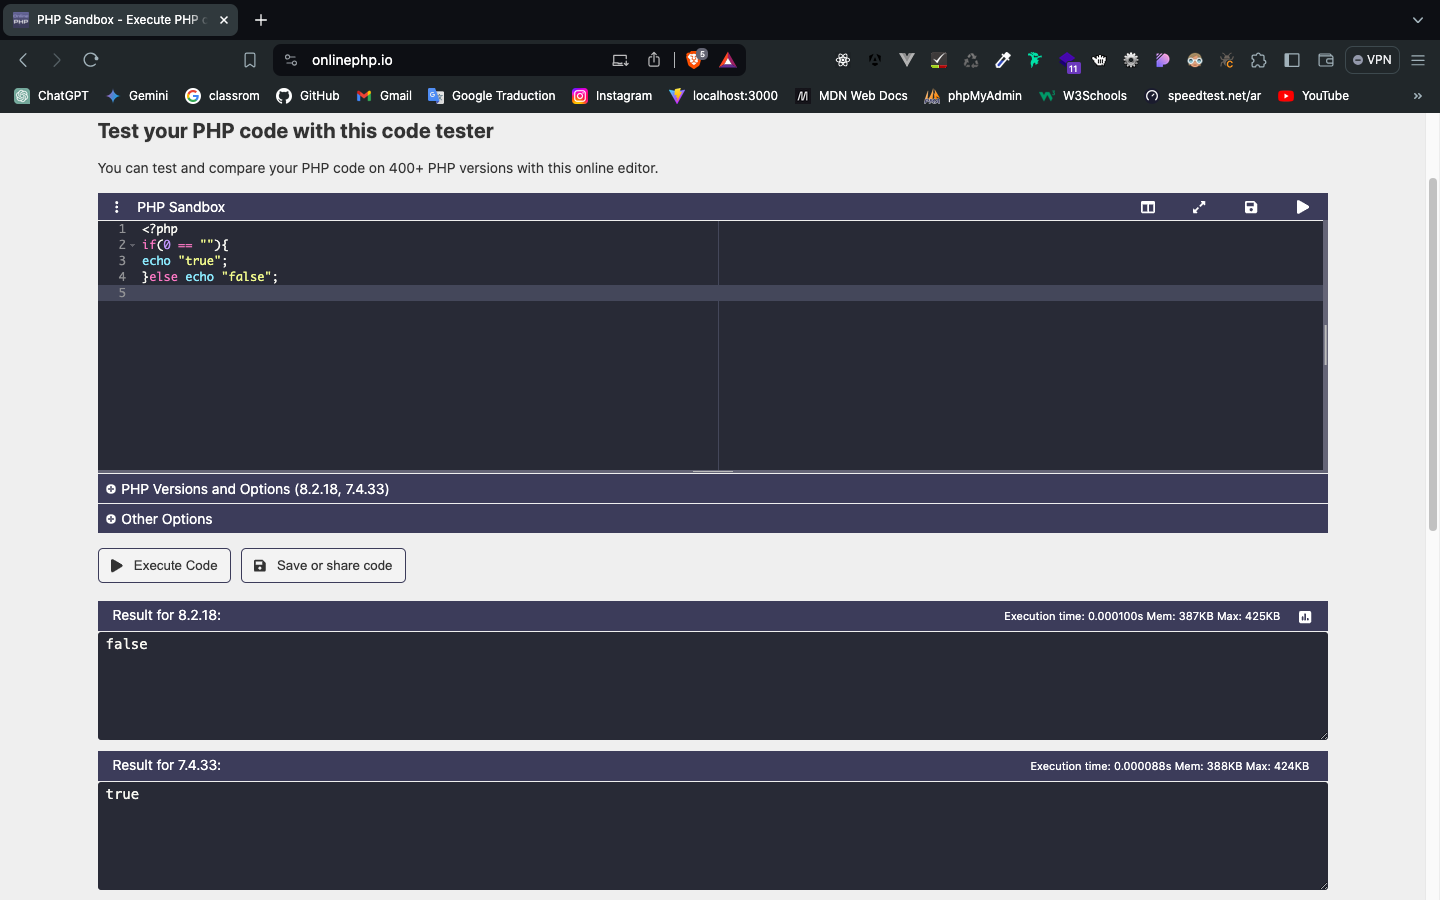 PHP Sandbox - Execute PHP c
onlinephp.io
5
11
VPN
ChatGPT
Gemini
classrom
GitHub
Gmail
Google Traduction
Instagram
localhost:3000
MDN Web Docs
phpMyAdmin
W3Schools
speedtest.net/ar
YouTube
Test your PHP code with this code tester
You can test and compare your PHP code on 400+ PHP versions with this online editor.
PHP Sandbox
1 <?php
2 if(0 == ""){
3 echo "true";
4 }else echo "false";
5
PHP Versions and Options (8.2.18, 7.4.33)
Other Options
Execute Code
Save or share code
Result for 8.2.18:
Execution time: 0.000100s Mem: 387KB Max: 425KB
false
Result for 7.4.33:
Execution time: 0.000088s Mem: 388KB Max: 424KB
true